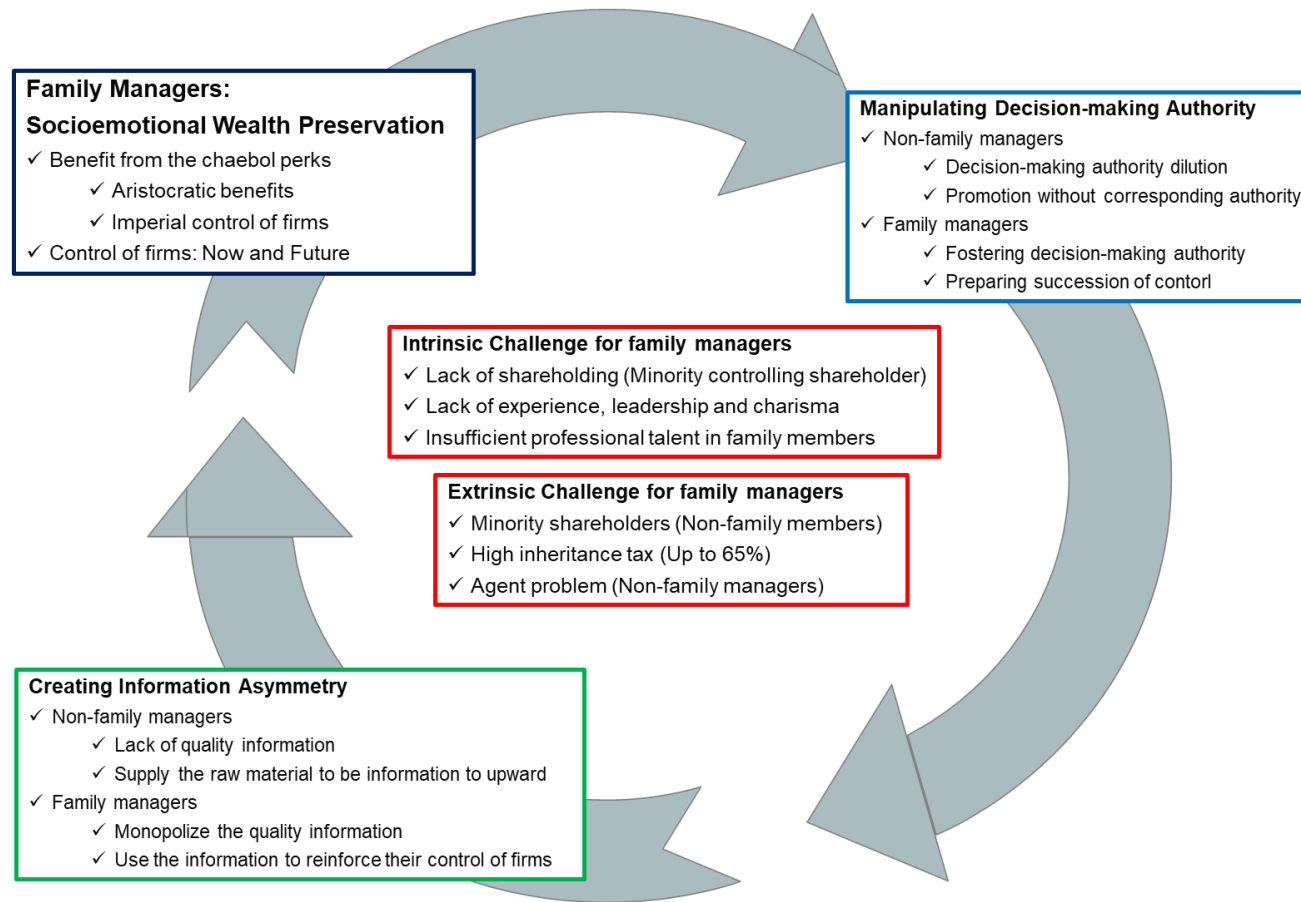 Family Managers:
Socioemotional Wealth Preservation
✓ Benefit from the chaebol perks
✓ Aristocratic benefits
✓ Imperial control of firms
✓ Control of firms: Now and Future
Manipulating Decision-making Authority
✓ Non-family managers
✓ Decision-making authority dilution
✓ Promotion without corresponding authority
✓ Family managers
✓ Fostering decision-making authority
✓ Preparing succession of contorl
Intrinsic Challenge for family managers
✓ Lack of shareholding (Minority controlling shareholder)
✓ Lack of experience, leadership and charisma
✓ Insufficient professional talent in family members
Extrinsic Challenge for family managers
✓ Minority shareholders (Non-family members)
✓ High inheritance tax (Up to 65%)
✓ Agent problem (Non-family managers)
Creating Information Asymmetry
✓ Non-family managers
✓ Lack of quality information
✓ Supply the raw material to be information to upward
✓ Family managers
✓ Monopolize the quality information
✓ Use the information to reinforce their control of firms